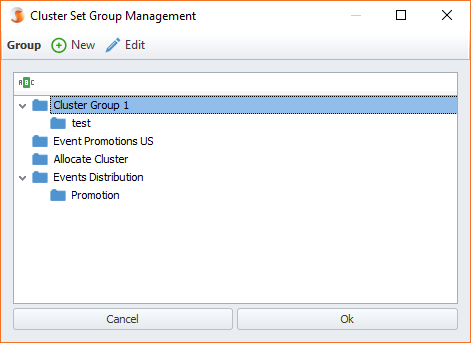 Cluster Set Group Management
Group New Edit
ABC
Cluster Group 1
test
Event Promotions US
Allocate Cluster
Events Distribution
Promotion
Cancel Ok